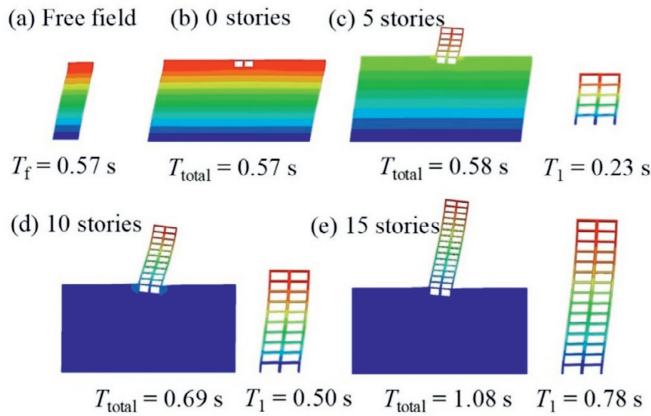 (a) Free field
(b) 0 stories
(c) 5 stories
T_f = 0.57 s
T_total = 0.57 s
T_total = 0.58 s
T_1 = 0.23 s
(d) 10 stories
(e) 15 stories
T_total = 0.69 s
T_1 = 0.50 s
T_total = 1.08 s
T_1 = 0.78 s